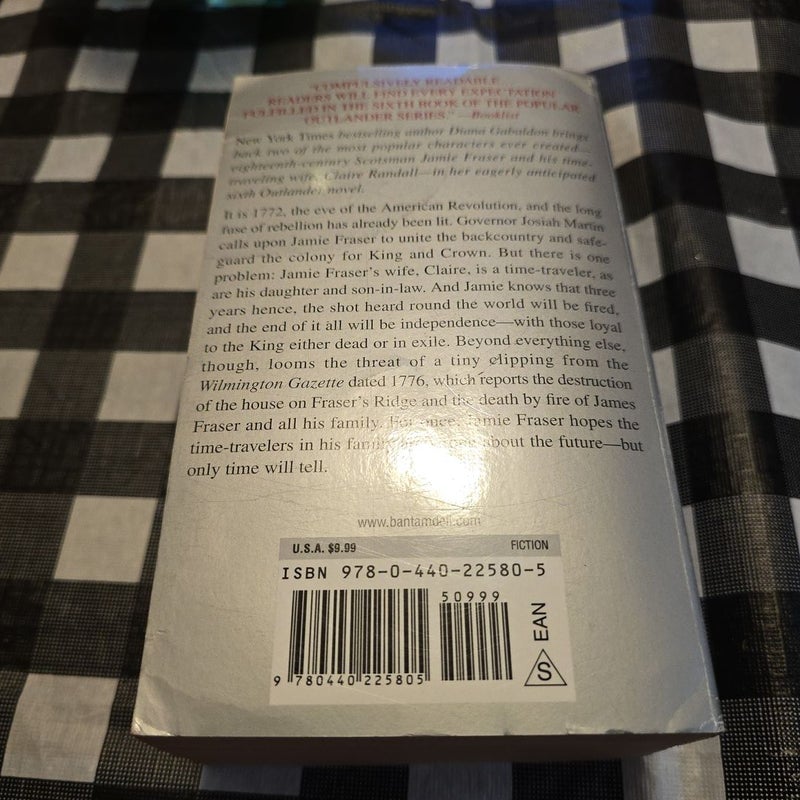 "COMPULSIVELY READABLE
READERS WILL FIND EVERY EXPECTATION
FULFILLED IN THE SIXTH BOOK OF THE POPULAR
OUTLANDER SERIES." —Booklist
New York Times bestselling author Diana Gabaldon brings
back two of the most popular characters ever created—
eighteenth-century Scotsman Jamie Fraser and his time-
traveling wife, Claire Randall—in her eagerly anticipated
sixth Outlander novel.
It is 1772, the eve of the American Revolution, and the long
fuse of rebellion has already been lit. Governor Josiah Martin
calls upon Jamie Fraser to unite the backcountry and safe-
guard the colony for King and Crown. But there is one
problem: Jamie Fraser's wife, Claire, is a time-traveler, as
are his daughter and son-in-law. And Jamie knows that three
years hence, the shot heard round the world will be fired,
and the end of it all will be independence—with those loyal
to the King either dead or in exile. Beyond everything else,
though, looms the threat of a tiny clipping from the
Wilmington Gazette dated 1776, which reports the destruction
of the house on Fraser's Ridge and the death by fire of James
Fraser and all his family. For once, Jamie Fraser hopes the
time-travelers in his family about the future—but
only time will tell.
www.bantamdell.com
U.S.A. $9.99 FICTION
ISBN 978-0-440-22580-5
50999
9 780440 225805
EAN
S